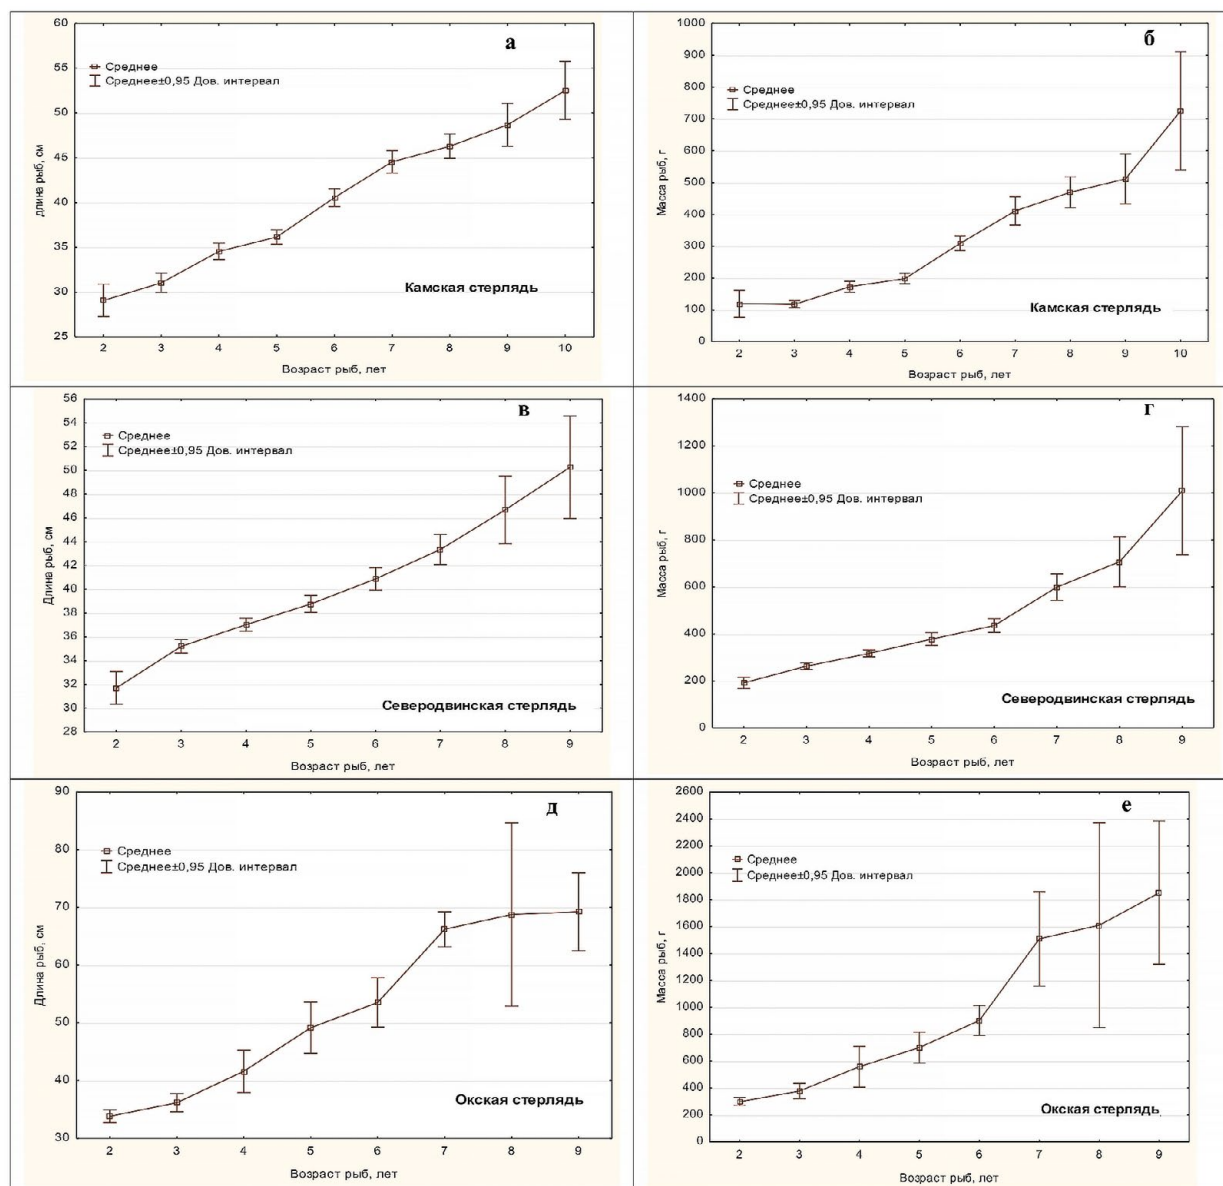 а
60
55
50
45
40
35
30
25
длина рыб, см
Среднее
Среднее±0,95 Дов. интервал
Камская стерлядь
2 3 4 5 6 7 8 9 10
Возраст рыб, лет
б
1000
900
800
700
600
500
400
300
200
100
0
Масса рыб, г
Среднее
Среднее±0,95 Дов. интервал
Камская стерлядь
2 3 4 5 6 7 8 9 10
Возраст рыб, лет
в
56
54
52
50
48
46
44
42
40
38
36
34
32
30
28
Длина рыб, см
Среднее
Среднее±0,95 Дов. интервал
Северодвинская стерлядь
2 3 4 5 6 7 8 9
Возраст рыб, лет
г
1400
1200
1000
800
600
400
200
0
Масса рыб, г
Среднее
Среднее±0,95 Дов. интервал
Северодвинская стерлядь
2 3 4 5 6 7 8 9
Возраст рыб, лет
д
90
80
70
60
50
40
30
Длина рыб, см
Среднее
Среднее±0,95 Дов. интервал
Окская стерлядь
2 3 4 5 6 7 8 9
Возраст рыб, лет
е
2600
2400
2200
2000
1800
1600
1400
1200
1000
800
600
400
200
0
Масса рыб, г
Среднее
Среднее±0,95 Дов. интервал
Окская стерлядь
2 3 4 5 6 7 8 9
Возраст рыб, лет